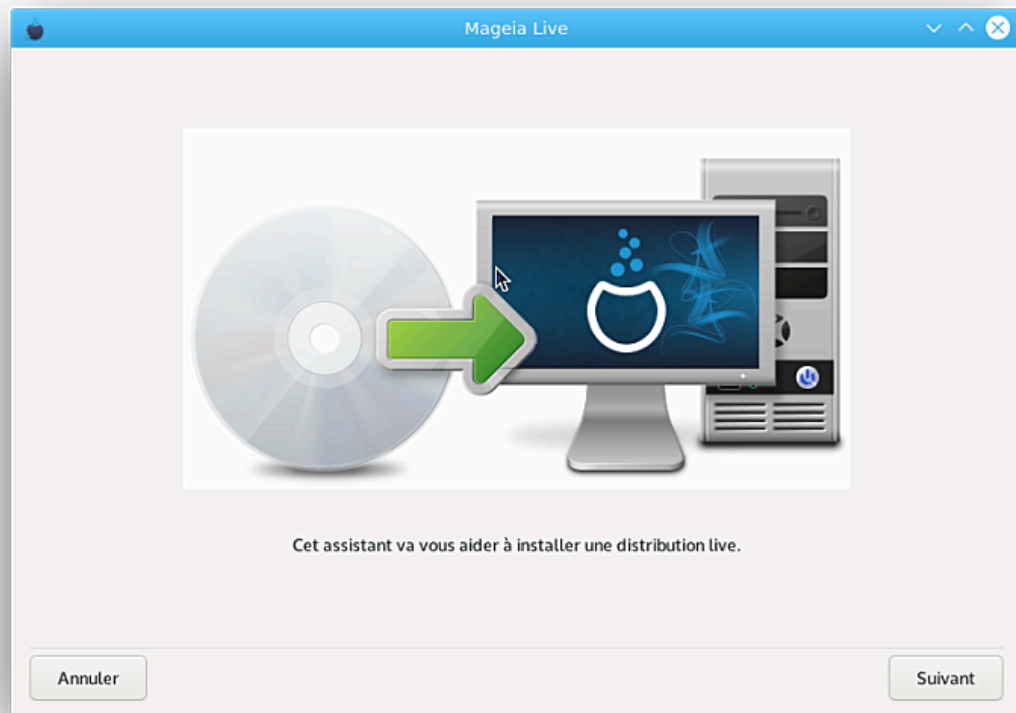 Mageia Live
Cet assistant va vous aider à installer une distribution live.
Annuler
Suivant